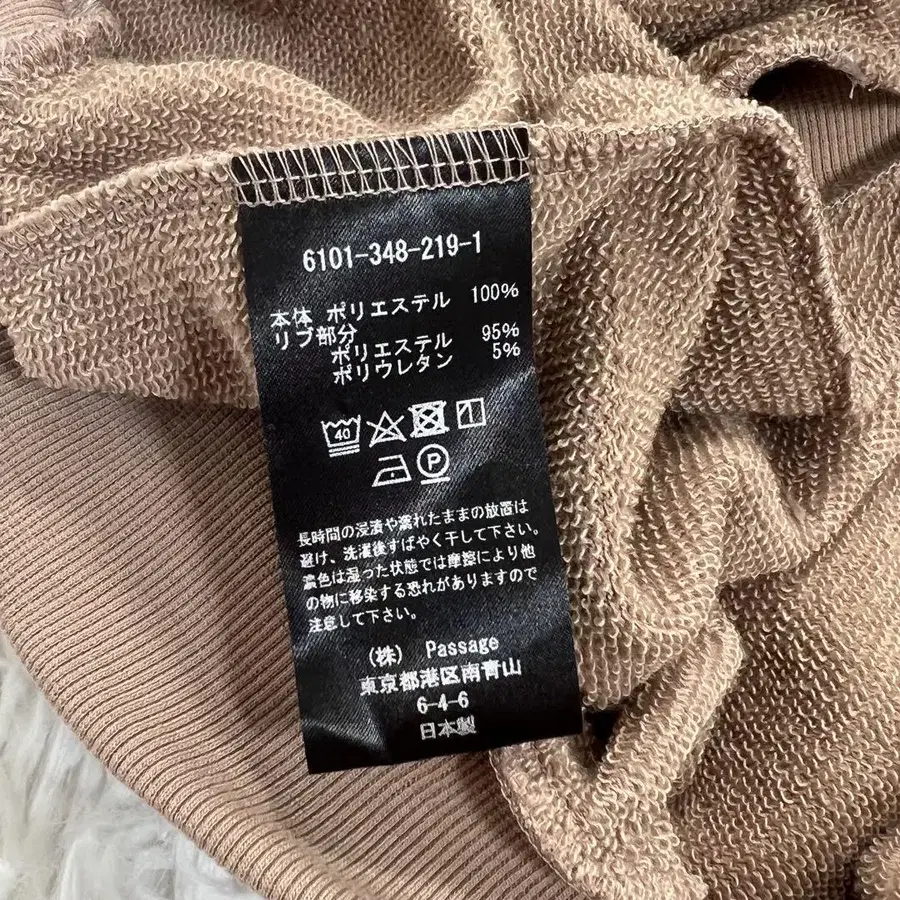 6101-348-219-1
本体 ポリエステル 100%
リブ部分
ポリエステル 95%
ポリウレタン 5%
40
P
長時間の浸漬や濡れたままの放置は
避け、洗濯後すばやく干して下さい。
濃色は湿った状態では摩擦により他
の物に移染する恐れがありますので
注意して下さい。
(株) Passage
東京都港区南青山
6-4-6
日本製